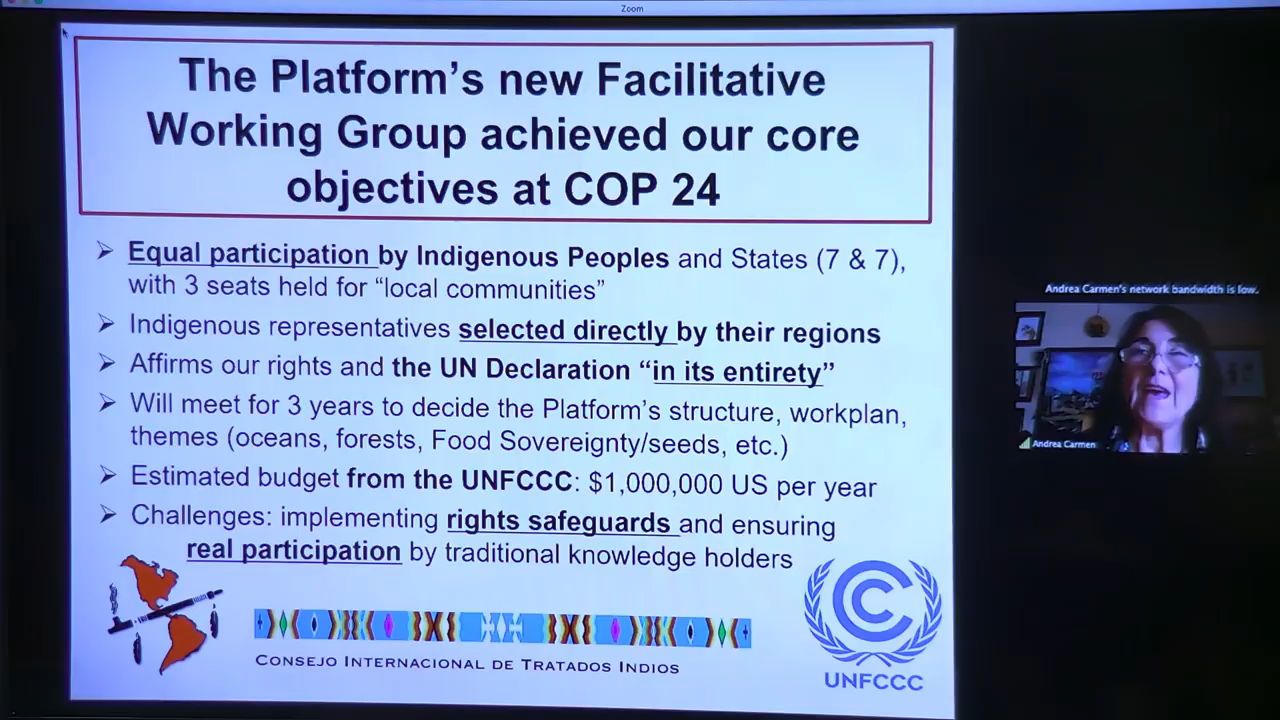 Zoom
The Platform's new Facilitative
Working Group achieved our core
objectives at COP 24
➢ Equal participation by Indigenous Peoples and States (7 & 7),
with 3 seats held for “local communities”
➢ Indigenous representatives selected directly by their regions
➢ Affirms our rights and the UN Declaration “in its entirety”
➢ Will meet for 3 years to decide the Platform's structure, workplan,
themes (oceans, forests, Food Sovereignty/seeds, etc.)
➢ Estimated budget from the UNFCCC: $1,000,000 US per year
➢ Challenges: implementing rights safeguards and ensuring
real participation by traditional knowledge holders
CONSEJO INTERNACIONAL DE TRATADOS INDIOS
UNFCCC
Andrea Carmen's network bandwidth is low.
Andrea Carmen